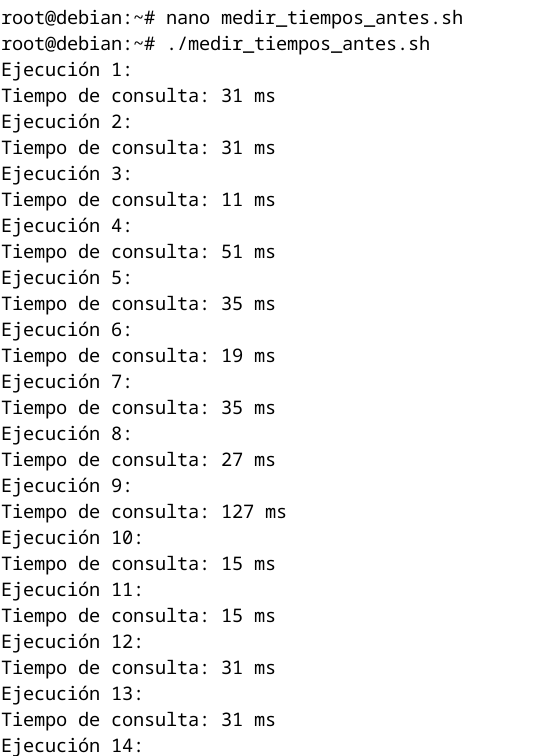 root@debian:~# nano medir_tiempos_antes.sh
root@debian:~# ./medir_tiempos_antes.sh
Ejecución 1:
Tiempo de consulta: 31 ms
Ejecución 2:
Tiempo de consulta: 31 ms
Ejecución 3:
Tiempo de consulta: 11 ms
Ejecución 4:
Tiempo de consulta: 51 ms
Ejecución 5:
Tiempo de consulta: 35 ms
Ejecución 6:
Tiempo de consulta: 19 ms
Ejecución 7:
Tiempo de consulta: 35 ms
Ejecución 8:
Tiempo de consulta: 27 ms
Ejecución 9:
Tiempo de consulta: 127 ms
Ejecución 10:
Tiempo de consulta: 15 ms
Ejecución 11:
Tiempo de consulta: 15 ms
Ejecución 12:
Tiempo de consulta: 31 ms
Ejecución 13:
Tiempo de consulta: 31 ms
Ejecución 14: